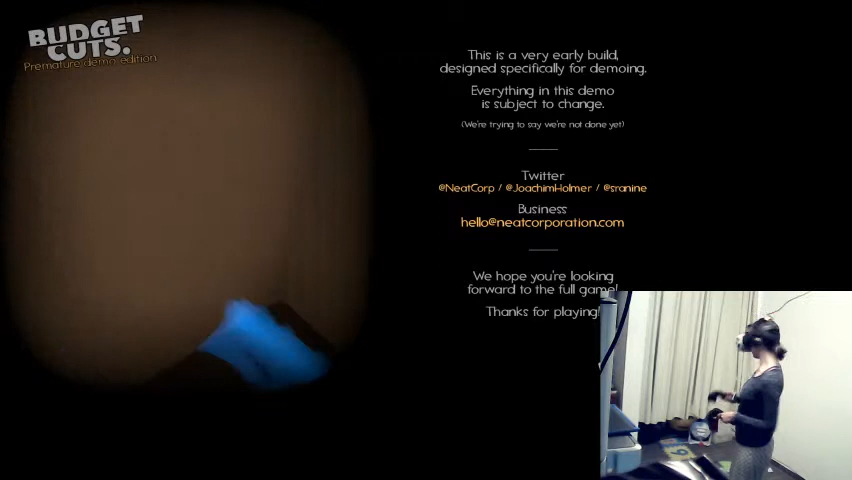 BUDGET
CUTS.
Premature demo edition
This is a very early build,
designed specifically for demoing.
Everything in this demo
is subject to change.
(We're trying to say we're not done yet)
Twitter
@NeatCorp / @JoachimHolmer / @sranine
Business
hello@neatcorporation.com
We hope you're looking
forward to the full game!
Thanks for playing!